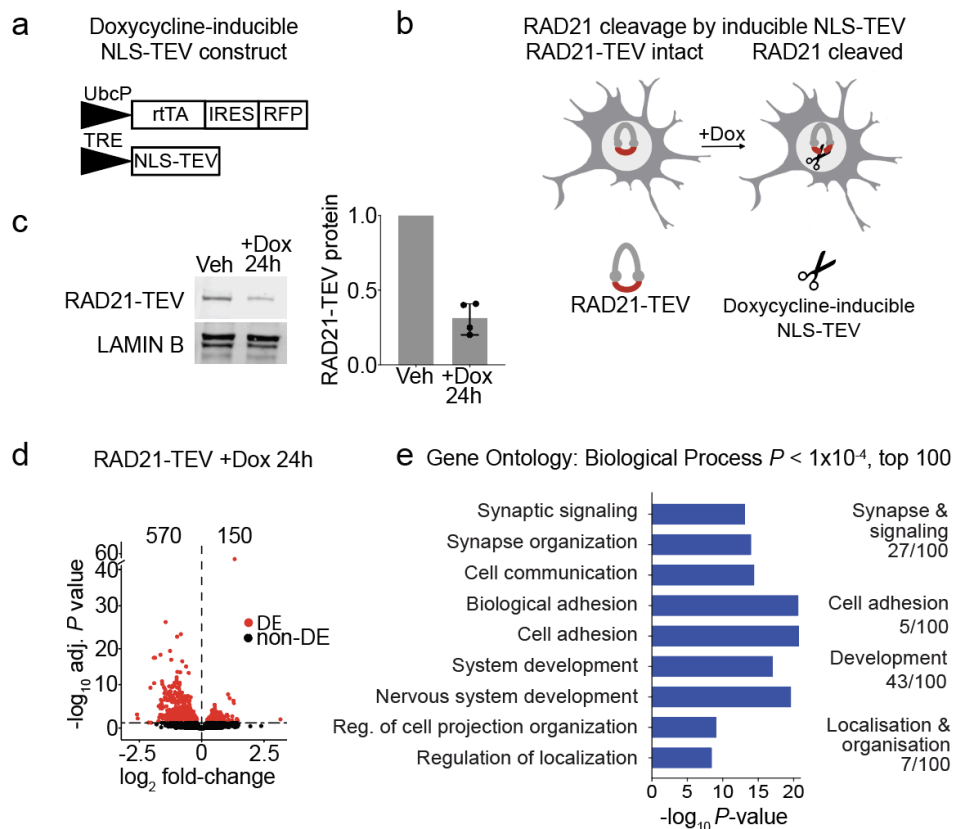 a
Doxycycline-inducible
NLS-TEV construct
UbcP
rtTA IRES RFP
TRE
NLS-TEV
b
RAD21 cleavage by inducible NLS-TEV
RAD21-TEV intact RAD21 cleaved
+Dox
RAD21-TEV
Doxycycline-inducible
NLS-TEV
c
Veh +Dox
24h
RAD21-TEV
LAMIN B
RAD21-TEV protein
1.0
0.5
0.0
Veh +Dox
24h
d
RAD21-TEV +Dox 24h
570 150
-log10 adj. P value
60
40
30
20
10
0
DE
non-DE
-2.5 0 2.5
log2 fold-change
e Gene Ontology: Biological Process P < 1x10-4, top 100
Synaptic signaling
Synapse organization
Cell communication
Biological adhesion
Cell adhesion
System development
Nervous system development
Reg. of cell projection organization
Regulation of localization
0 5 10 15 20
-log10 P-value
Synapse &
signaling
27/100
Cell adhesion
5/100
Development
43/100
Localisation &
organisation
7/100